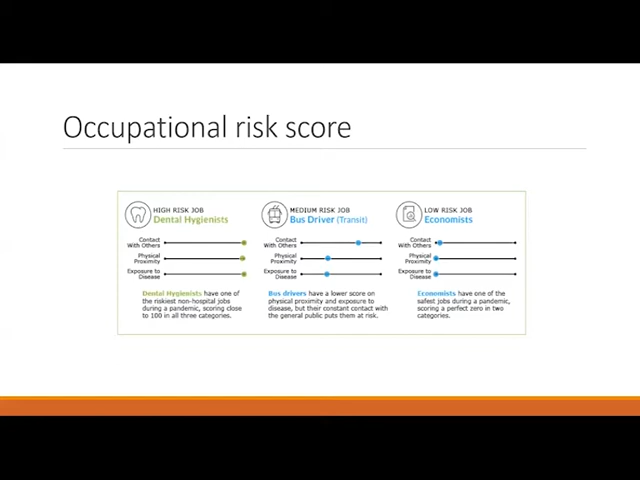 Occupational risk score
HIGH RISK JOB
Dental Hygienists
Contact
With Others
Physical
Proximity
Exposure to
Disease
Dental Hygienists have one of
the riskiest non-hospital jobs
during a pandemic, scoring close
to 100 in all three categories.
MEDIUM RISK JOB
Bus Driver (Transit)
Contact
With Others
Physical
Proximity
Exposure to
Disease
Bus drivers have a lower score on
physical proximity and exposure to
disease, but their constant contact with
the general public puts them at risk.
LOW RISK JOB
Economists
Contact
With Others
Physical
Proximity
Exposure to
Disease
Economists have one of the
safest jobs during a pandemic,
scoring a perfect zero in two
categories.